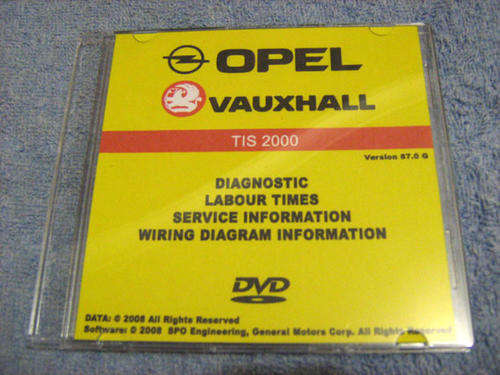 OPEL
VAUXHALL
TIS 2000
Version 87.0 G
DIAGNOSTIC
LABOUR TIMES
SERVICE INFORMATION
WIRING DIAGRAM INFORMATION
DVD
DATA: © 2008 All Rights Reserved
Software: © 2008 SPO Engineering, General Motors Corp. All Rights Reserved